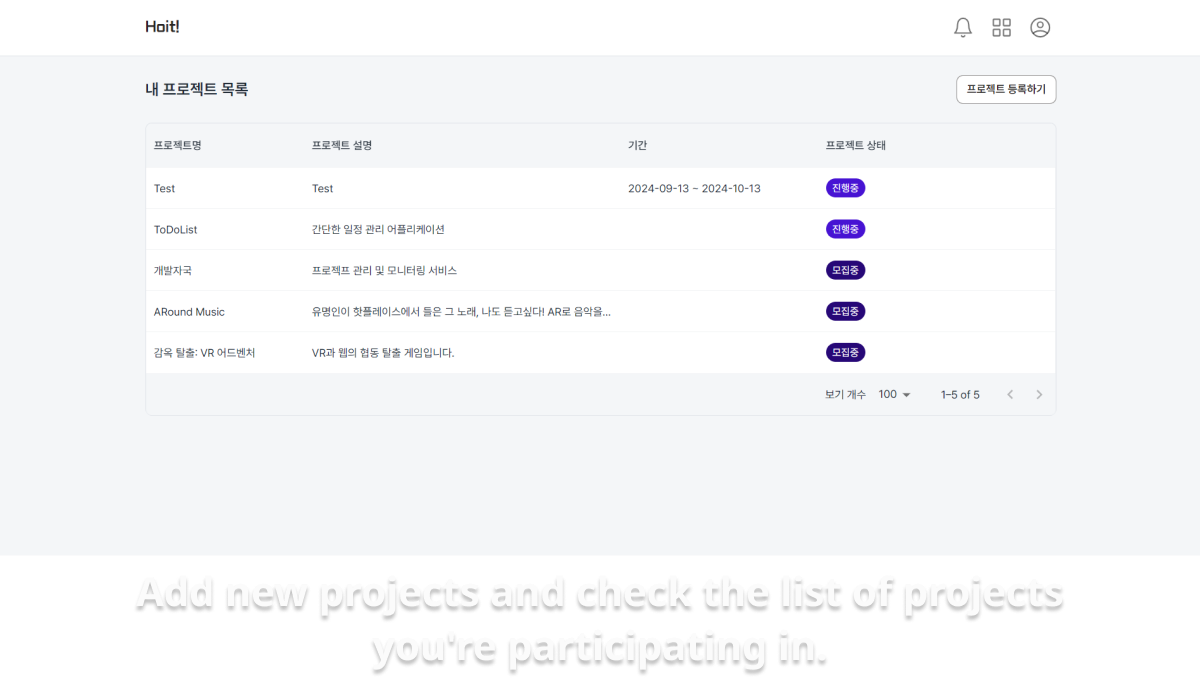 Hoit!
내 프로젝트 목록
프로젝트 등록하기
프로젝트명 프로젝트 설명 기간 프로젝트 상태
Test Test 2024-09-13 ~ 2024-10-13 진행중
ToDoList 간단한 일정 관리 어플리케이션 진행중
개발자국 프로젝프 관리 및 모니터링 서비스 모집중
ARound Music 유명인이 핫플레이스에서 들은 그 노래, 나도 듣고싶다! AR로 음악을... 모집중
감옥 탈출: VR 어드벤처 VR과 웹의 협동 탈출 게임입니다. 모집중
보기 개수 100 1–5 of 5
Add new projects and check the list of projects
you're participating in.